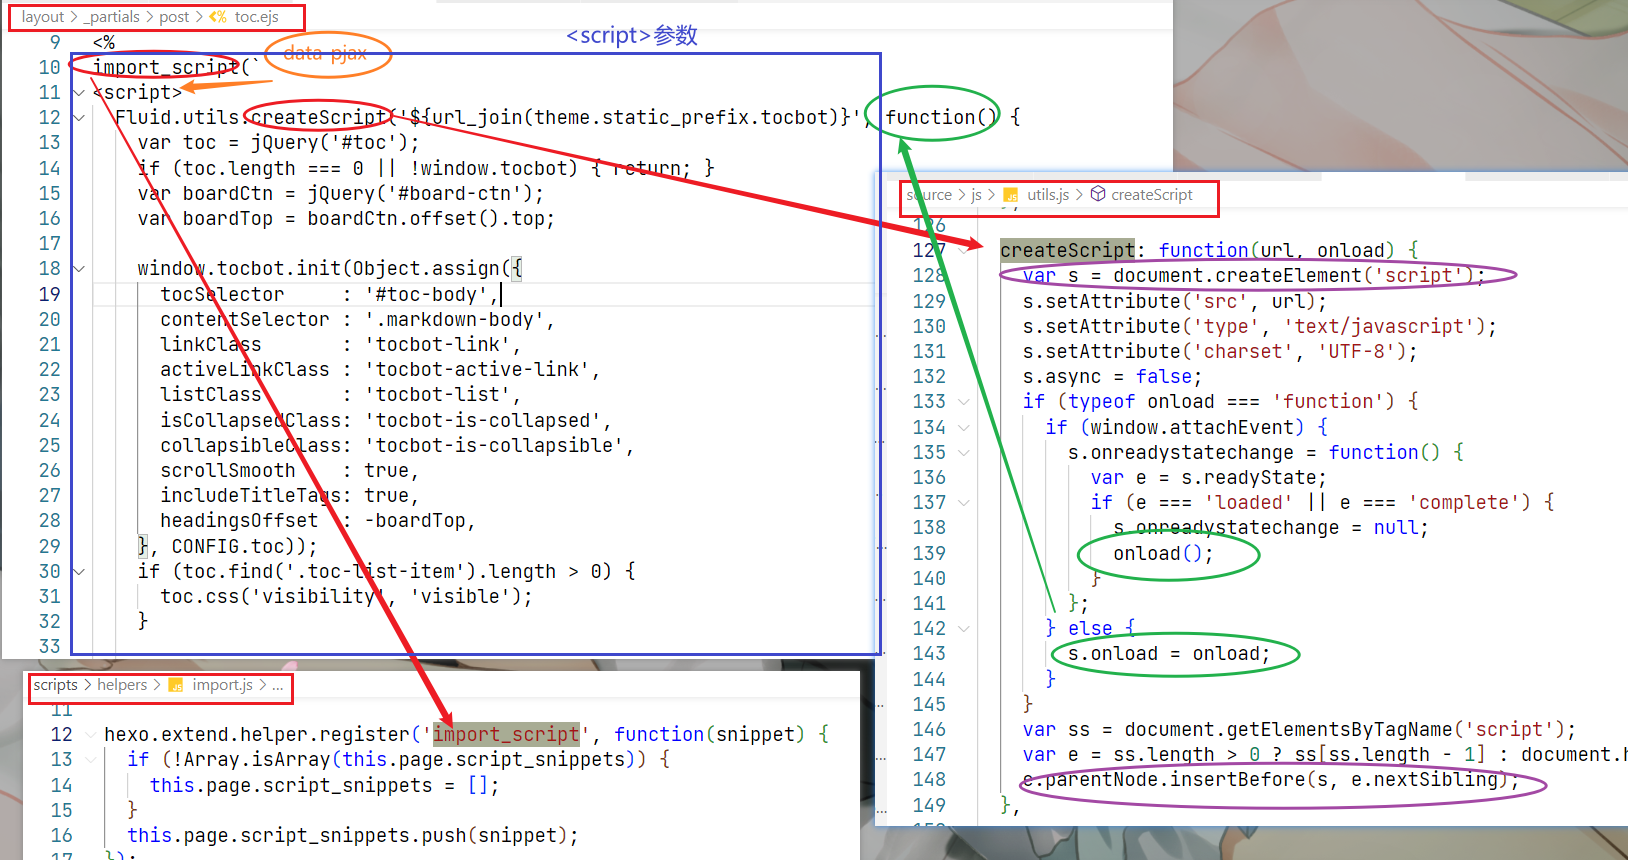 layout > _partials > post > <% toc.ejs
<script>参数
data-pjax
9 <%
10 import_script(`
11 <script>
12 Fluid.utils.createScript('${url_join(theme.static_prefix.tocbot)}', function() {
13 var toc = jQuery('#toc');
14 if (toc.length === 0 || !window.tocbot) { return; }
15 var boardCtn = jQuery('#board-ctn');
16 var boardTop = boardCtn.offset().top;
17
18 window.tocbot.init(Object.assign({
19 tocSelector : '#toc-body',
20 contentSelector : '.markdown-body',
21 linkClass : 'tocbot-link',
22 activeLinkClass : 'tocbot-active-link',
23 listClass : 'tocbot-list',
24 isCollapsedClass: 'tocbot-is-collapsed',
25 collapsibleClass: 'tocbot-is-collapsible',
26 scrollSmooth : true,
27 includeTitleTags: true,
28 headingsOffset : -boardTop,
29 }, CONFIG.toc));
30 if (toc.find('.toc-list-item').length > 0) {
31 toc.css('visibility', 'visible');
32 }
33
source > js > JS utils.js > createScript
126 },
127 createScript: function(url, onload) {
128 var s = document.createElement('script');
129 s.setAttribute('src', url);
130 s.setAttribute('type', 'text/javascript');
131 s.setAttribute('charset', 'UTF-8');
132 s.async = false;
133 if (typeof onload === 'function') {
134 if (window.attachEvent) {
135 s.onreadystatechange = function() {
136 var e = s.readyState;
137 if (e === 'loaded' || e === 'complete') {
138 s.onreadystatechange = null;
139 onload();
140 }
141 };
142 } else {
143 s.onload = onload;
144 }
145 }
146 var ss = document.getElementsByTagName('script');
147 var e = ss.length > 0 ? ss[ss.length - 1] : document.h
148 e.parentNode.insertBefore(s, e.nextSibling);
149 },
scripts > helpers > JS import.js > ...
11
12 hexo.extend.helper.register('import_script', function(snippet) {
13 if (!Array.isArray(this.page.script_snippets)) {
14 this.page.script_snippets = [];
15 }
16 this.page.script_snippets.push(snippet);
17 });